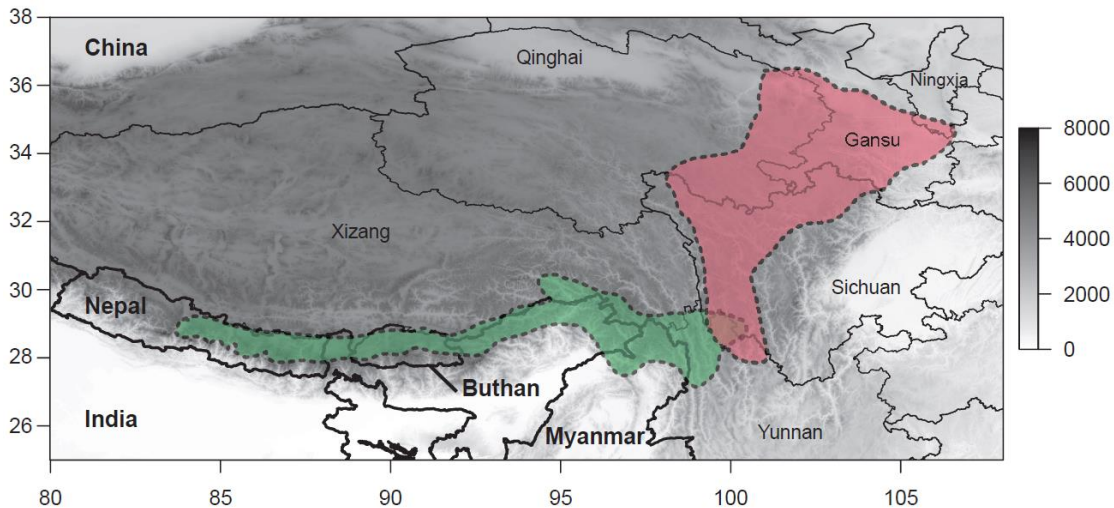 38
36
34
32
30
28
26
China
Qinghai
Ningxia
Gansu
Xizang
Sichuan
Nepal
Buthan
India
Myanmar
Yunnan
80
85
90
95
100
105
8000
6000
4000
2000
0